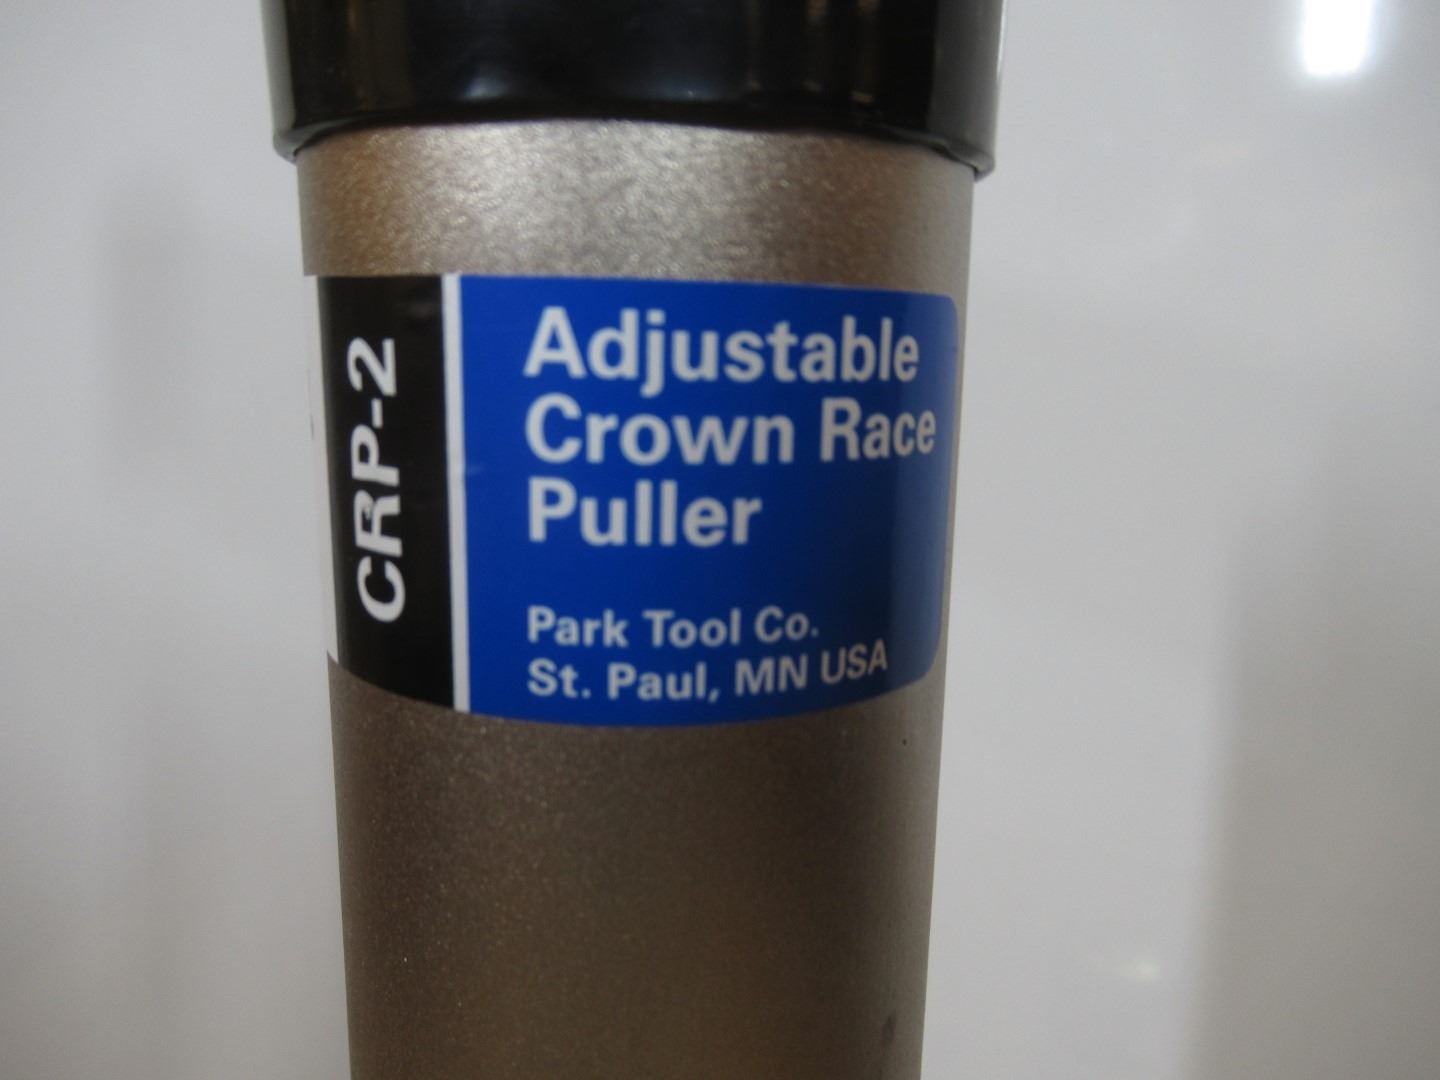 CRP-2
Adjustable
Crown Race
Puller
Park Tool Co.
St. Paul, MN USA